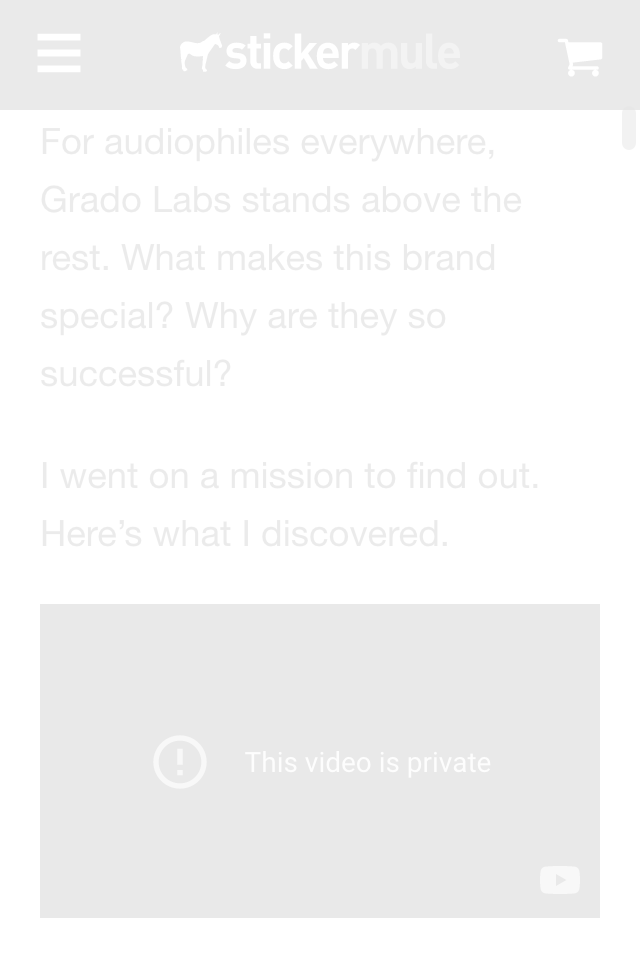 stickermule
For audiophiles everywhere,
Grado Labs stands above the
rest. What makes this brand
special? Why are they so
successful?
I went on a mission to find out.
Here’s what I discovered.
This video is private